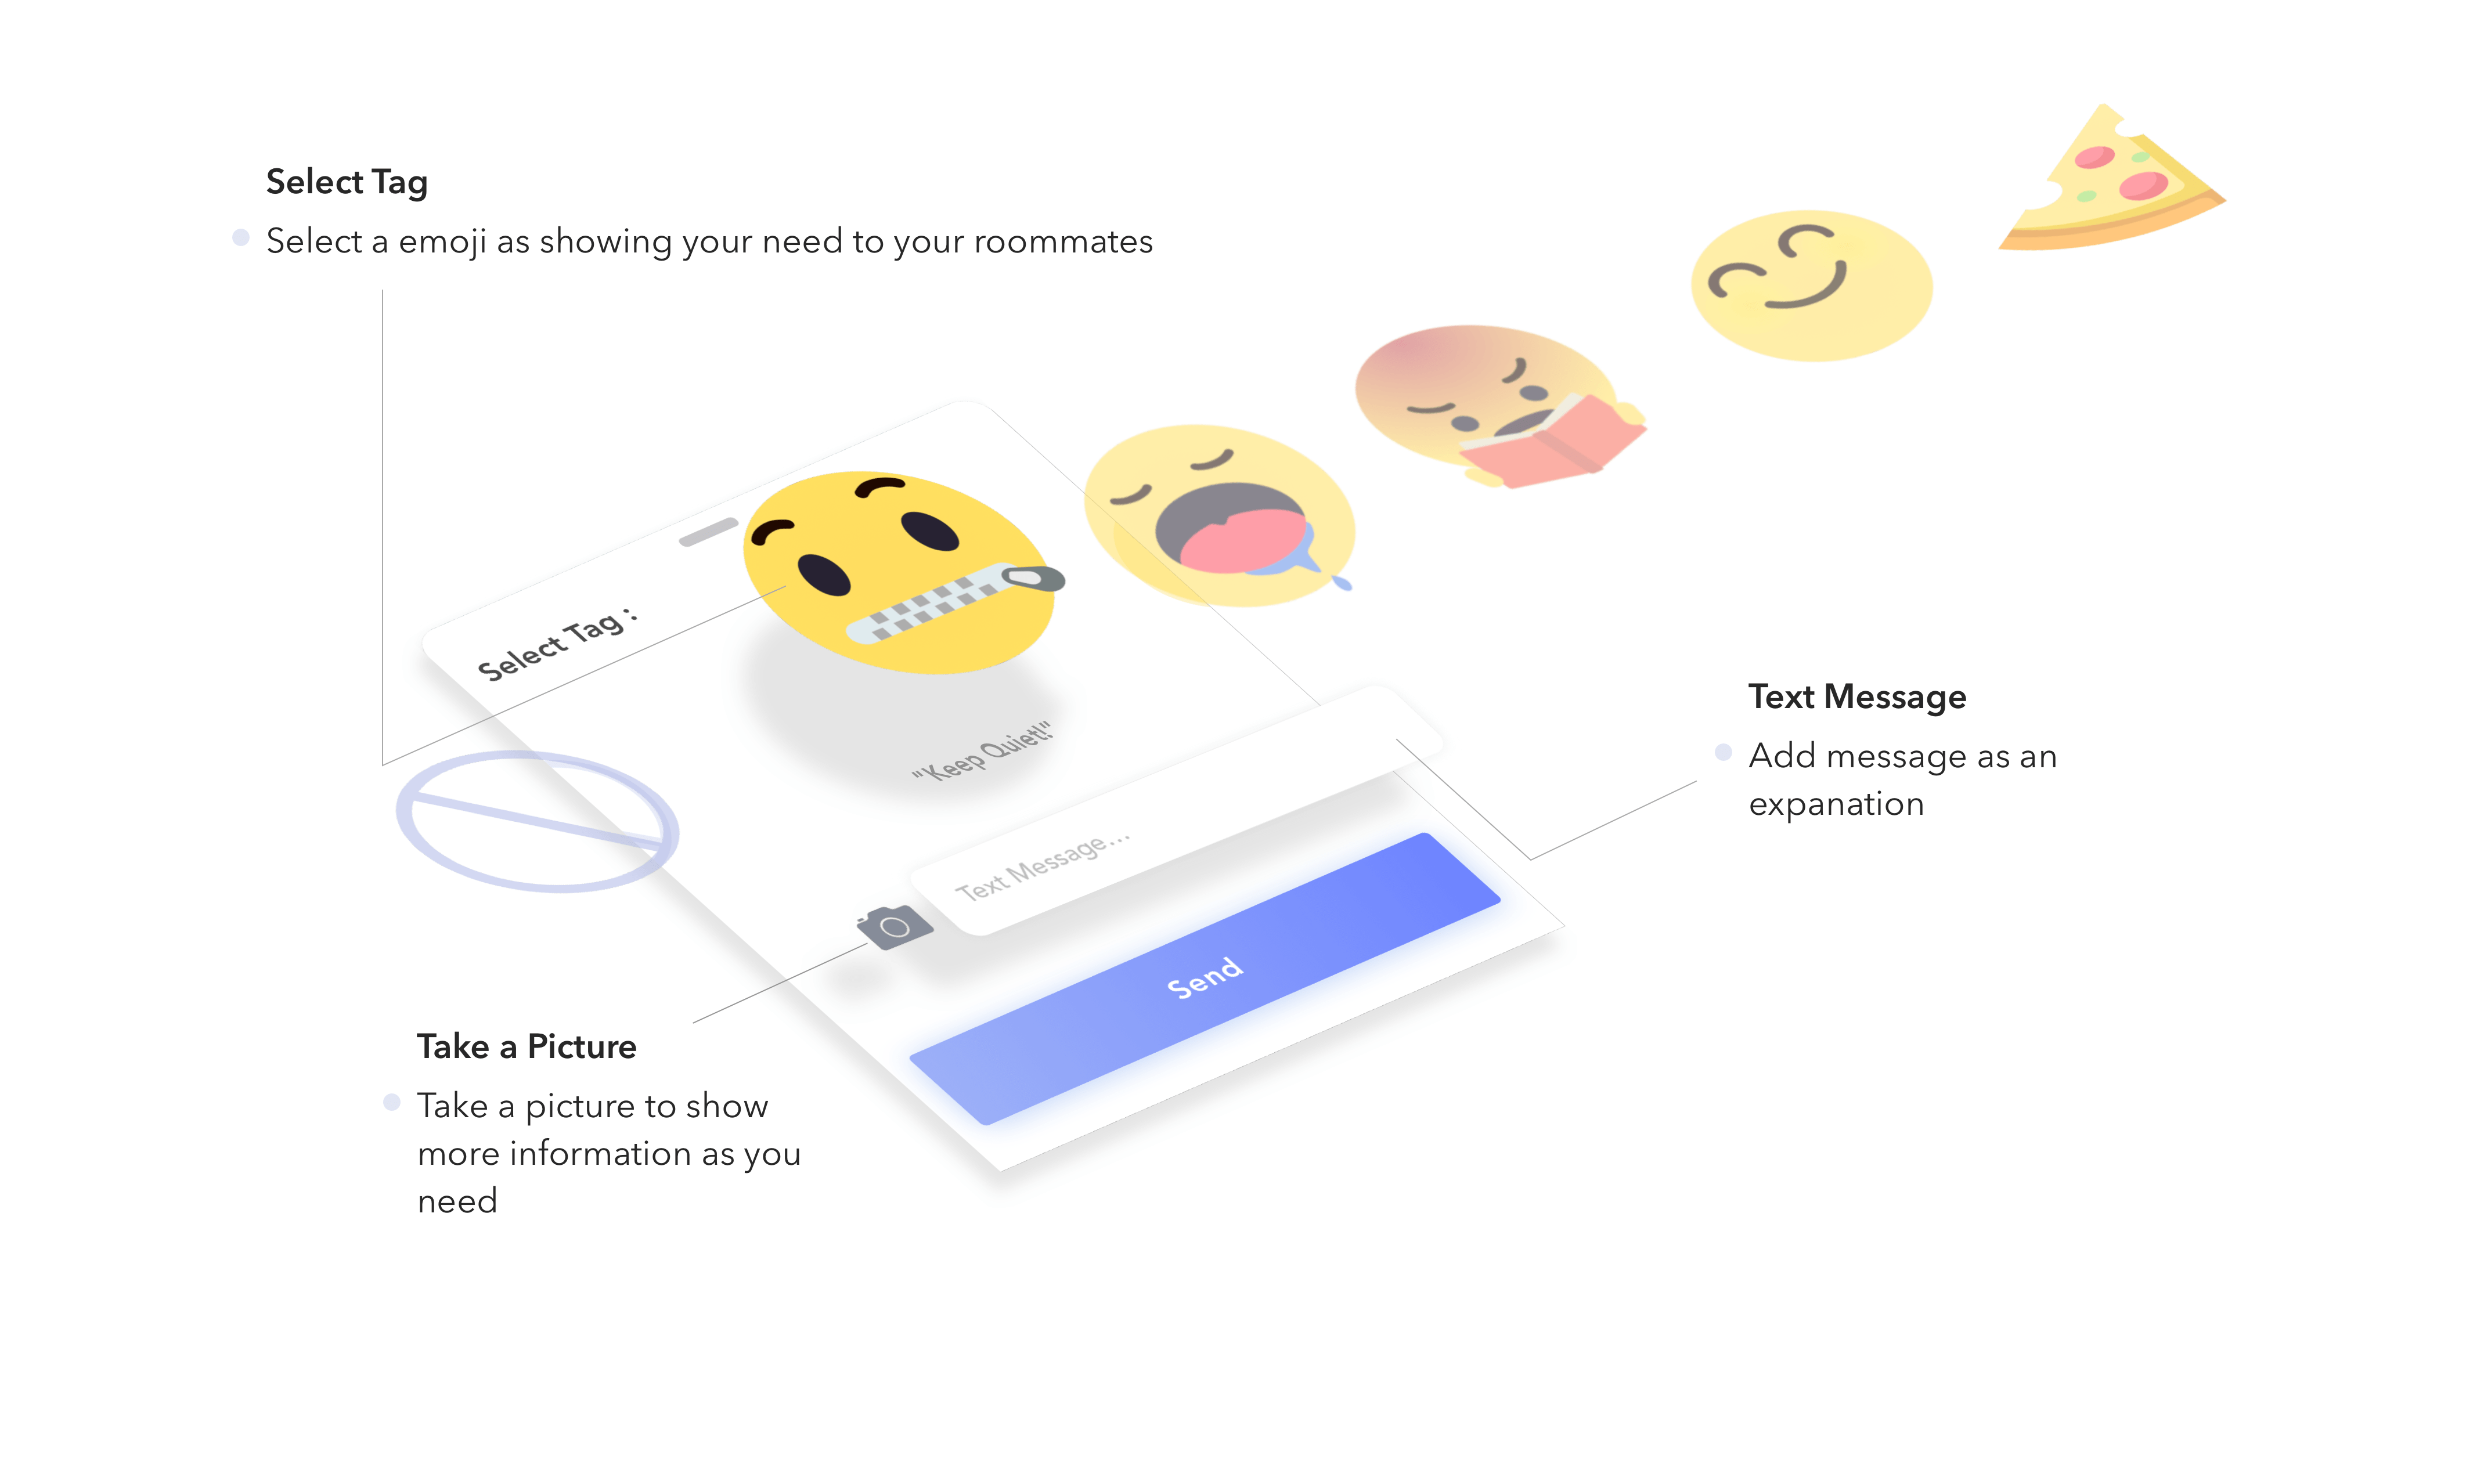 Select Tag
Select a emoji as showing your need to your roommates
Select Tag :
"Keep Quiet!"
Text Message
Add message as an
expanation
Text Message...
Send
Take a Picture
Take a picture to show
more information as you
need